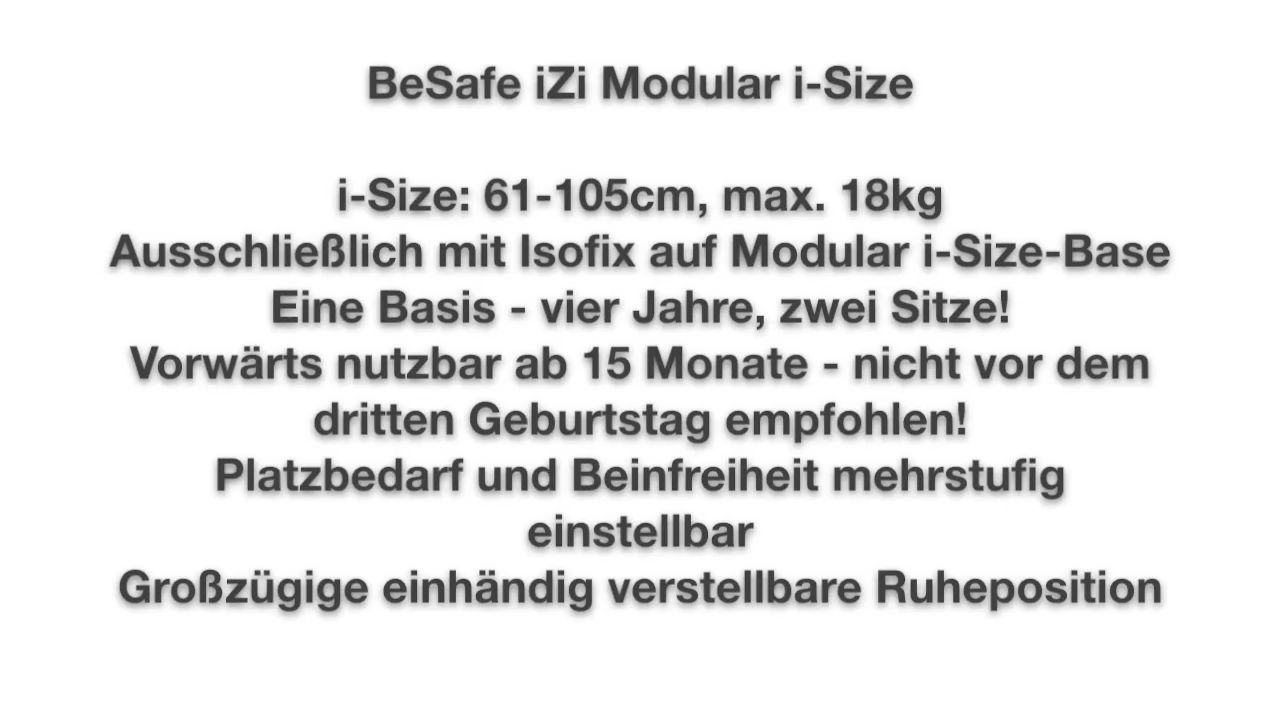 BeSafe iZi Modular i-Size
i-Size: 61-105cm, max. 18kg
Ausschließlich mit Isofix auf Modular i-Size-Base
Eine Basis - vier Jahre, zwei Sitze!
Vorwärts nutzbar ab 15 Monate - nicht vor dem
dritten Geburtstag empfohlen!
Platzbedarf und Beinfreiheit mehrstufig
einstellbar
Großzügige einhändig verstellbare Ruheposition